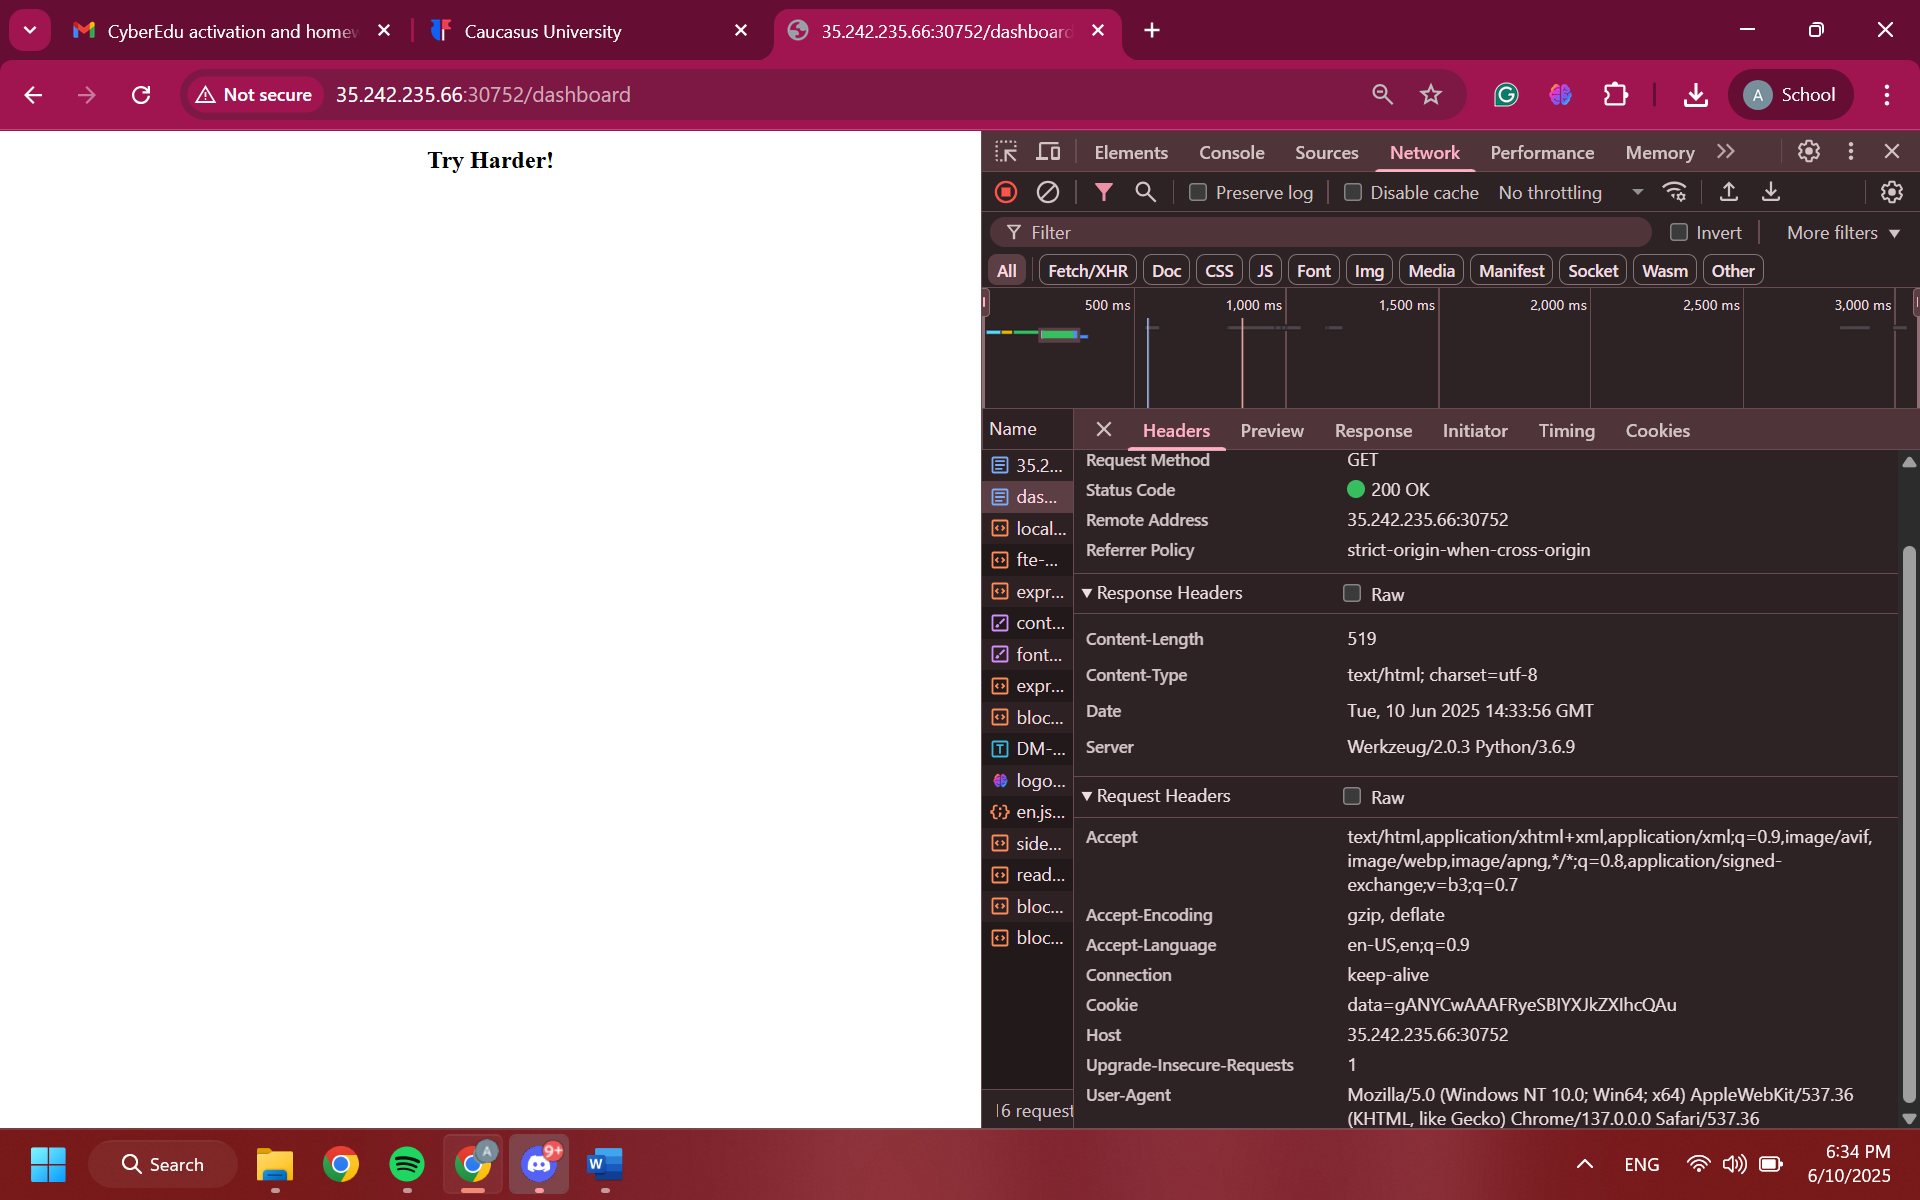 CyberEdu activation and homew
Caucasus University
35.242.235.66:30752/dashboard
Not secure
35.242.235.66:30752/dashboard
A School
Try Harder!
Elements Console Sources Network Performance Memory
Preserve log Disable cache No throttling
Filter Invert More filters
All Fetch/XHR Doc CSS JS Font Img Media Manifest Socket Wasm Other
500 ms 1,000 ms 1,500 ms 2,000 ms 2,500 ms 3,000 ms
Name Headers Preview Response Initiator Timing Cookies
35.2...
das...
local...
fte-...
expr...
cont...
font...
expr...
bloc...
DM-...
logo...
en.js...
side...
read...
bloc...
bloc...
16 request
Request Method GET
Status Code 200 OK
Remote Address 35.242.235.66:30752
Referrer Policy strict-origin-when-cross-origin
Response Headers Raw
Content-Length 519
Content-Type text/html; charset=utf-8
Date Tue, 10 Jun 2025 14:33:56 GMT
Server Werkzeug/2.0.3 Python/3.6.9
Request Headers Raw
Accept text/html,application/xhtml+xml,application/xml;q=0.9,image/avif,
image/webp,image/apng,*/*;q=0.8,application/signed-
exchange;v=b3;q=0.7
Accept-Encoding gzip, deflate
Accept-Language en-US,en;q=0.9
Connection keep-alive
Cookie data=gANYCwAAAFRyeSBIYXJkZXIhcQAu
Host 35.242.235.66:30752
Upgrade-Insecure-Requests 1
User-Agent Mozilla/5.0 (Windows NT 10.0; Win64; x64) AppleWebKit/537.36
(KHTML, like Gecko) Chrome/137.0.0.0 Safari/537.36
Search
A
9+
W
ENG
6:34 PM
6/10/2025